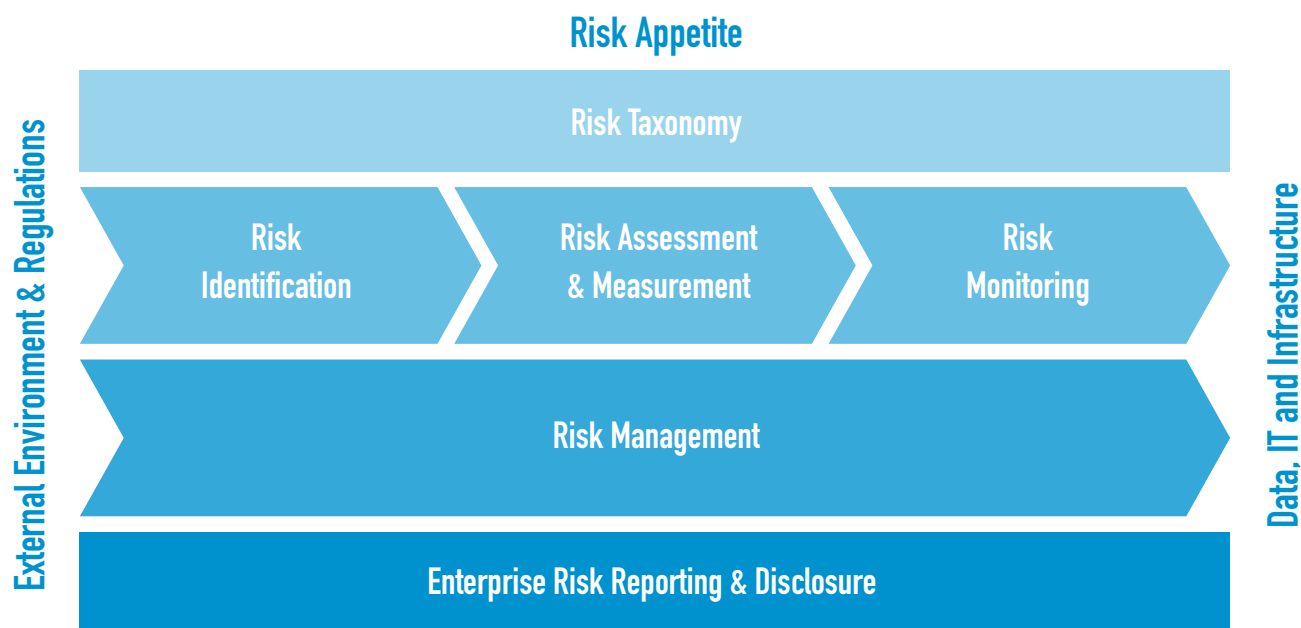 Risk Appetite
Risk Taxonomy
External Environment & Regulations
Risk
Identification
Risk Assessment
& Measurement
Risk
Monitoring
Data, IT and Infrastructure
Risk Management
Enterprise Risk Reporting & Disclosure